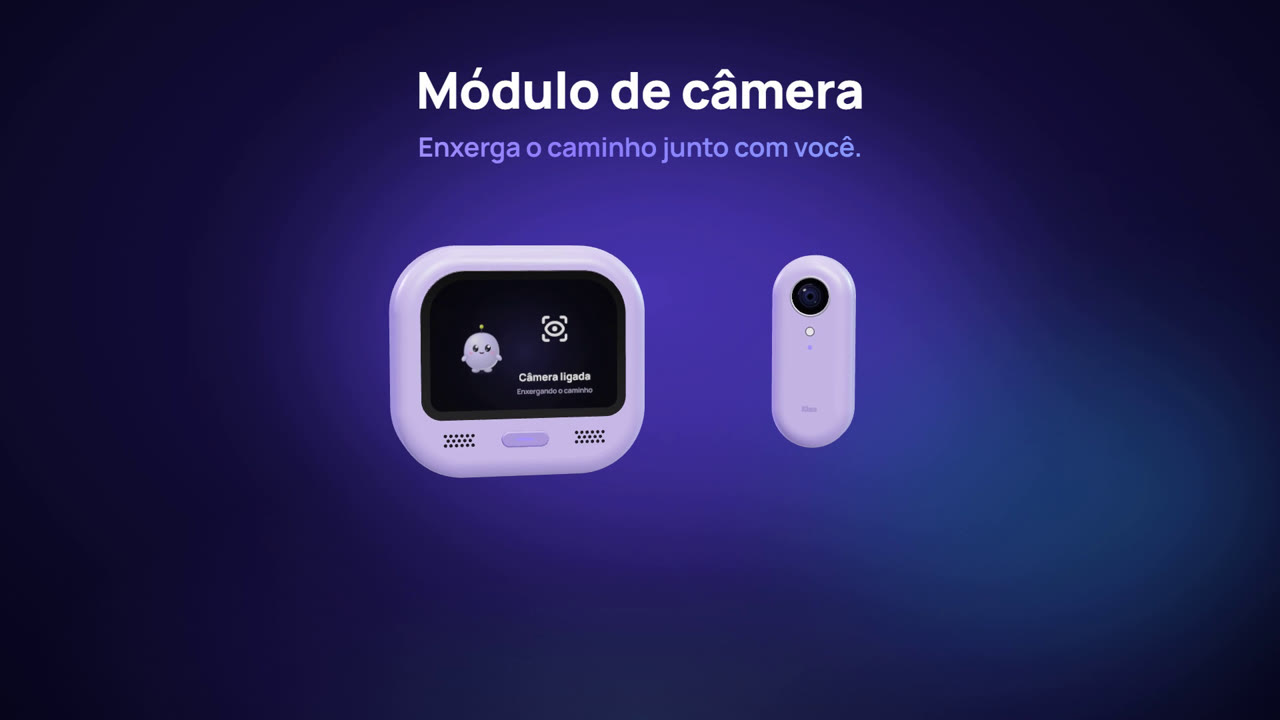 Módulo de câmera
Enxerga o caminho junto com você.
Câmera ligada
Enxergando o caminho